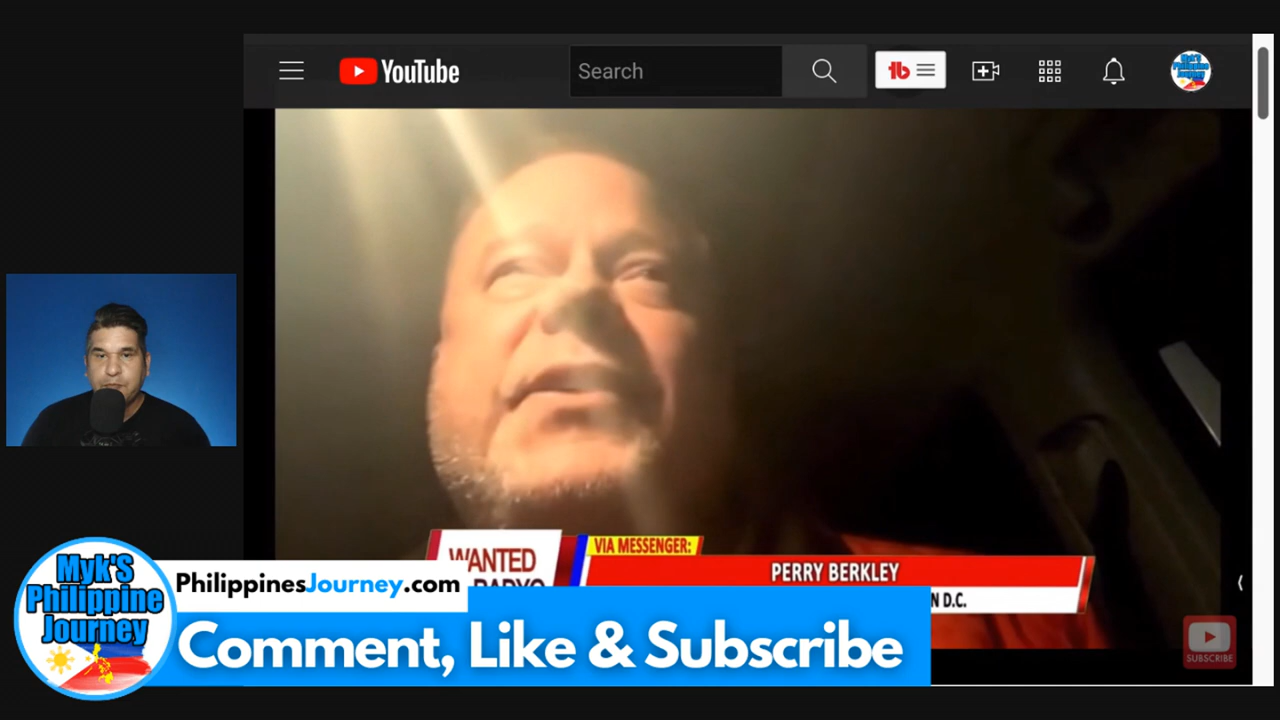 YouTube
Search
WANTED
VIA MESSENGER:
PERRY BERKLEY
N D.C.
SUBSCRIBE
Myk'S
Philippine
Journey
PhilippinesJourney.com
Comment, Like & Subscribe